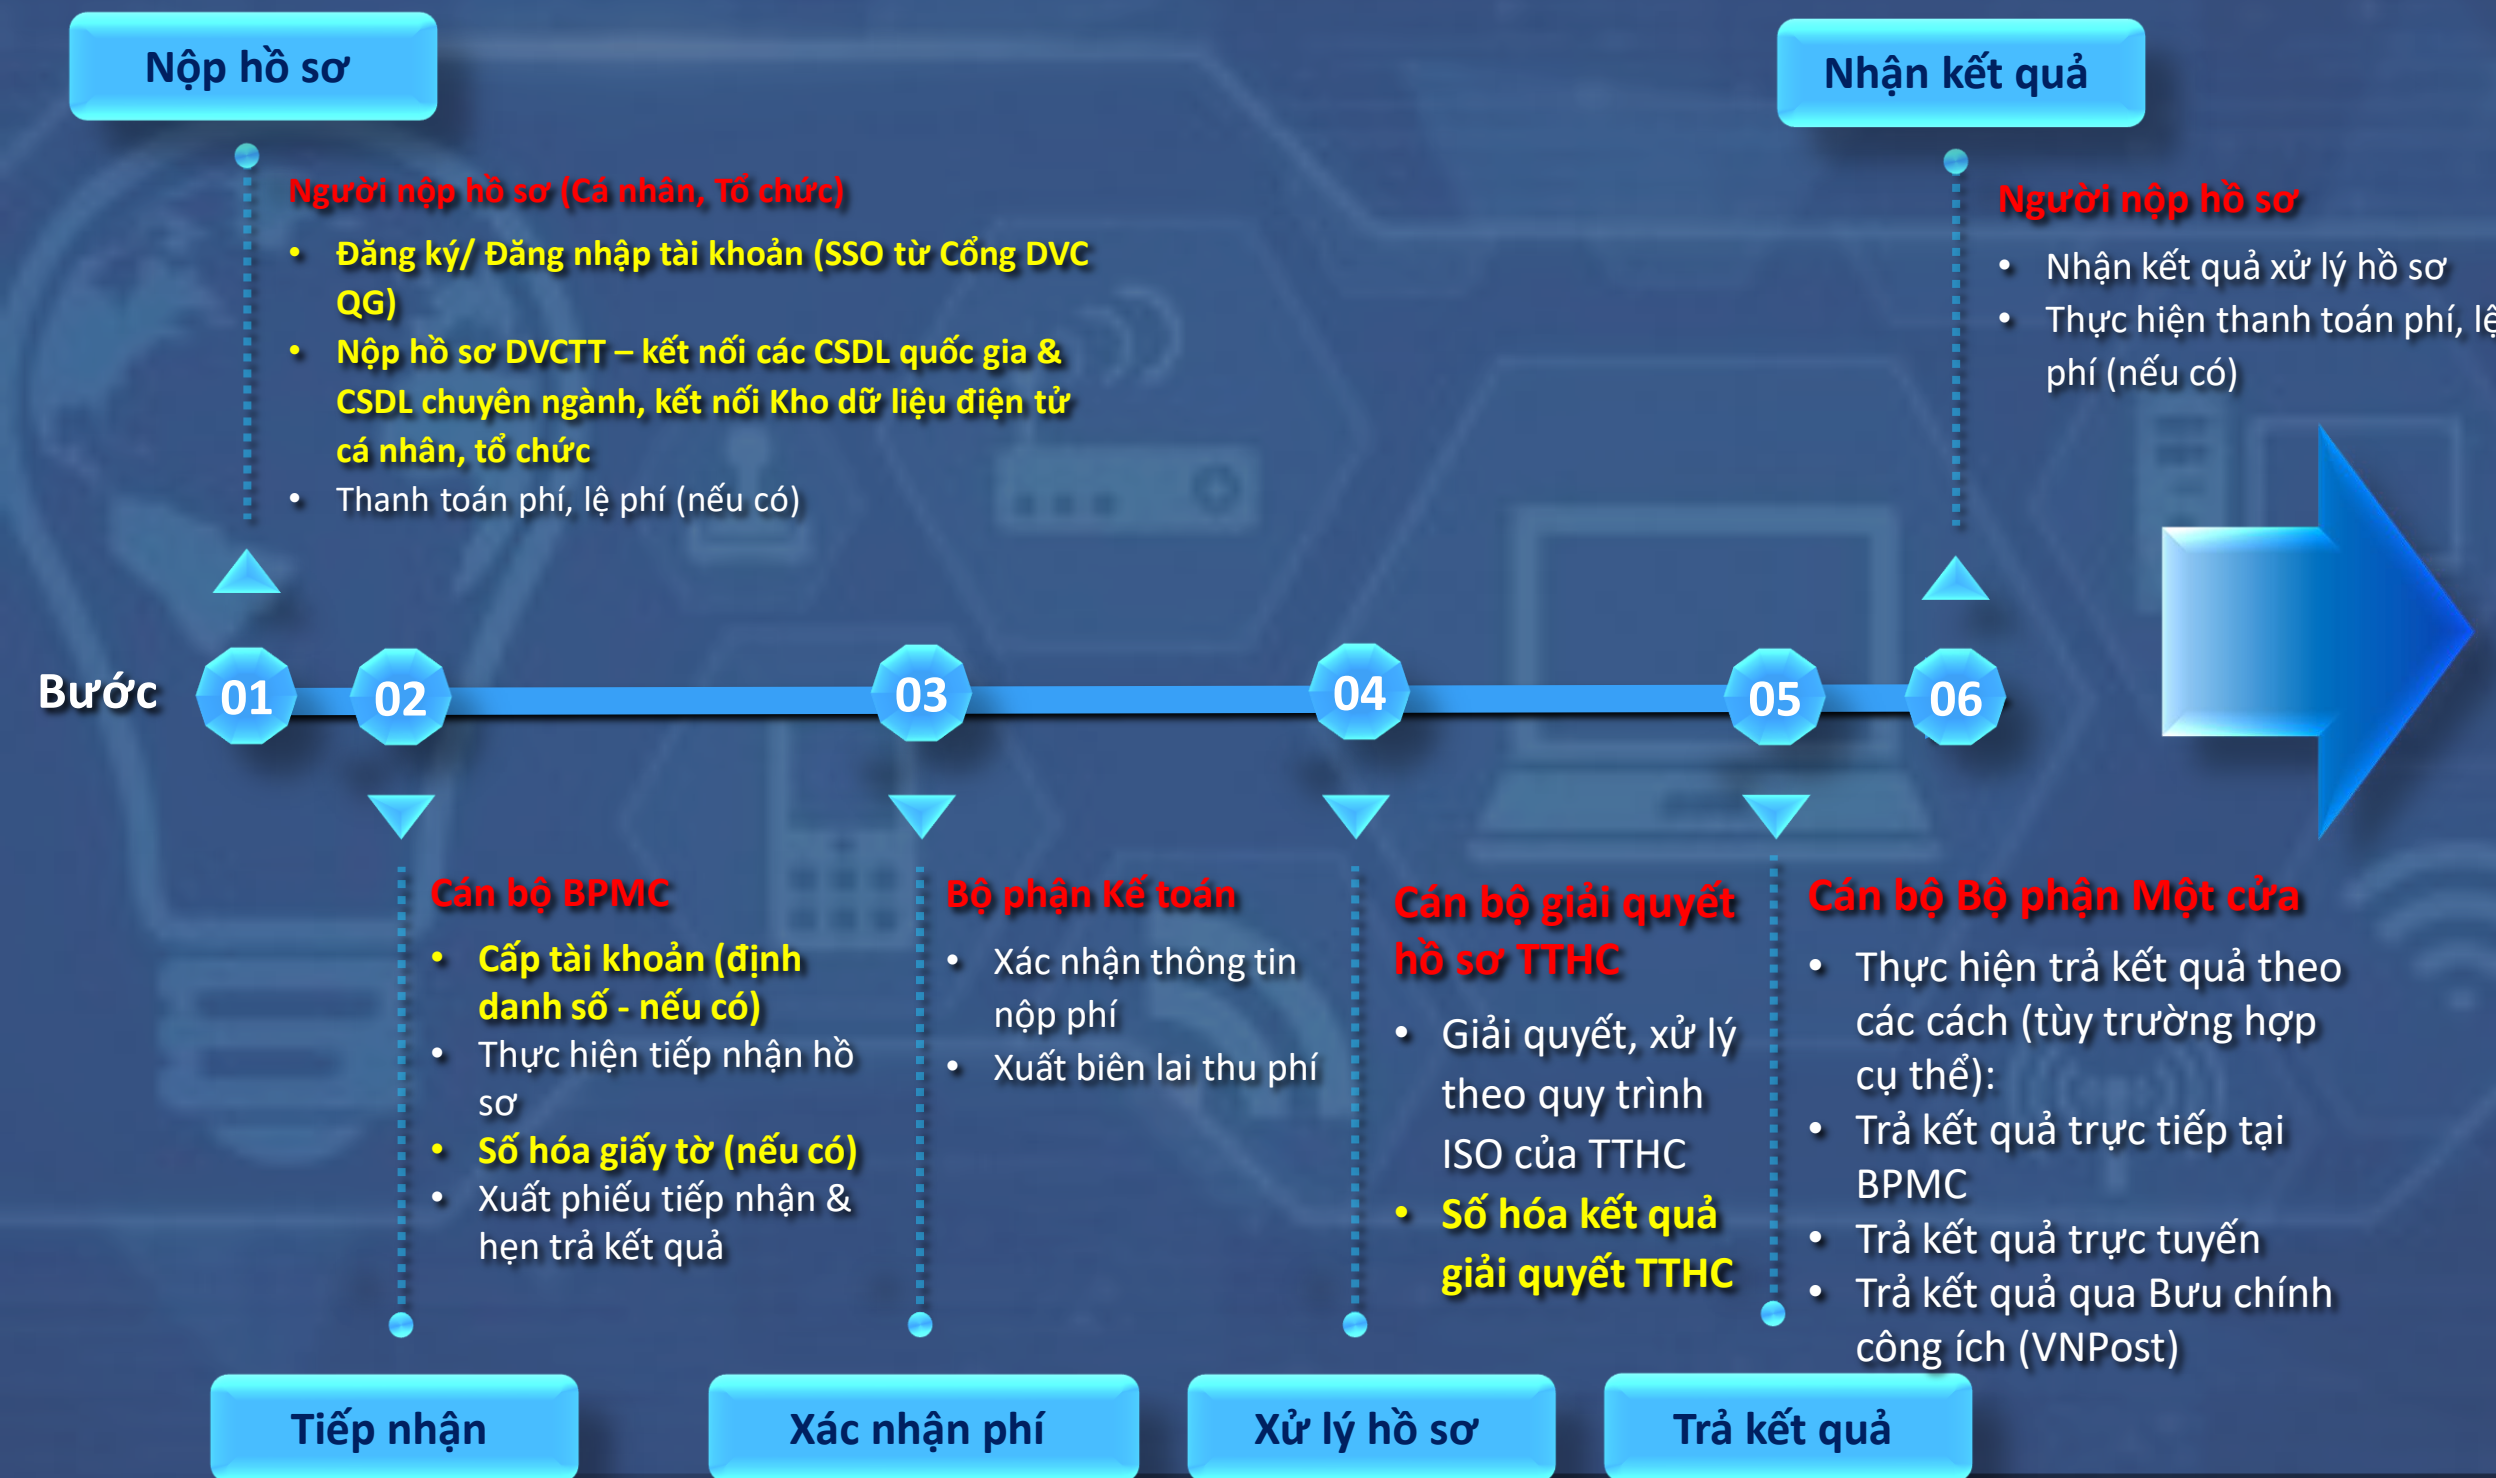 Nộp hồ sơ
Người nộp hồ sơ (Cá nhân, Tổ chức)
• Đăng ký/ Đăng nhập tài khoản (SSO từ Cổng DVC
QG)
• Nộp hồ sơ DVCTT – kết nối các CSDL quốc gia &
CSDL chuyên ngành, kết nối Kho dữ liệu điện tử
cá nhân, tổ chức
• Thanh toán phí, lệ phí (nếu có)
Nhận kết quả
Người nộp hồ sơ
• Nhận kết quả xử lý hồ sơ
• Thực hiện thanh toán phí, lệ
phí (nếu có)
Bước 01 02 03 04 05 06
Cán bộ BPMC
• Cấp tài khoản (định
danh số - nếu có)
• Thực hiện tiếp nhận hồ
sơ
• Số hóa giấy tờ (nếu có)
• Xuất phiếu tiếp nhận &
hẹn trả kết quả
Tiếp nhận
Bộ phận Kế toán
• Xác nhận thông tin
nộp phí
• Xuất biên lai thu phí
Xác nhận phí
Cán bộ giải quyết
hồ sơ TTHC
• Giải quyết, xử lý
theo quy trình
ISO của TTHC
• Số hóa kết quả
giải quyết TTHC
Xử lý hồ sơ
Cán bộ Bộ phận Một cửa
• Thực hiện trả kết quả theo
các cách (tùy trường hợp
cụ thể):
• Trả kết quả trực tiếp tại
BPMC
• Trả kết quả trực tuyến
• Trả kết quả qua Bưu chính
công ích (VNPost)
Trả kết quả